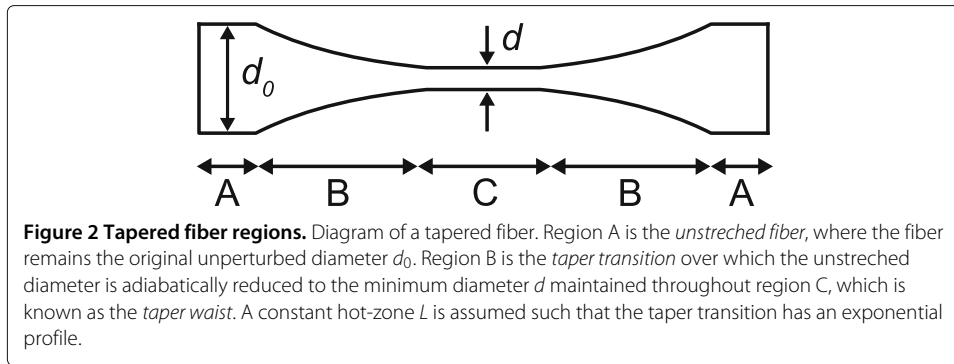 d
d0
A B C B A
Figure 2 Tapered fiber regions. Diagram of a tapered fiber. Region A is the unstreched fiber, where the fiber
remains the original unperturbed diameter d0. Region B is the taper transition over which the unstreched
diameter is adiabatically reduced to the minimum diameter d maintained throughout region C, which is
known as the taper waist. A constant hot-zone L is assumed such that the taper transition has an exponential
profile.